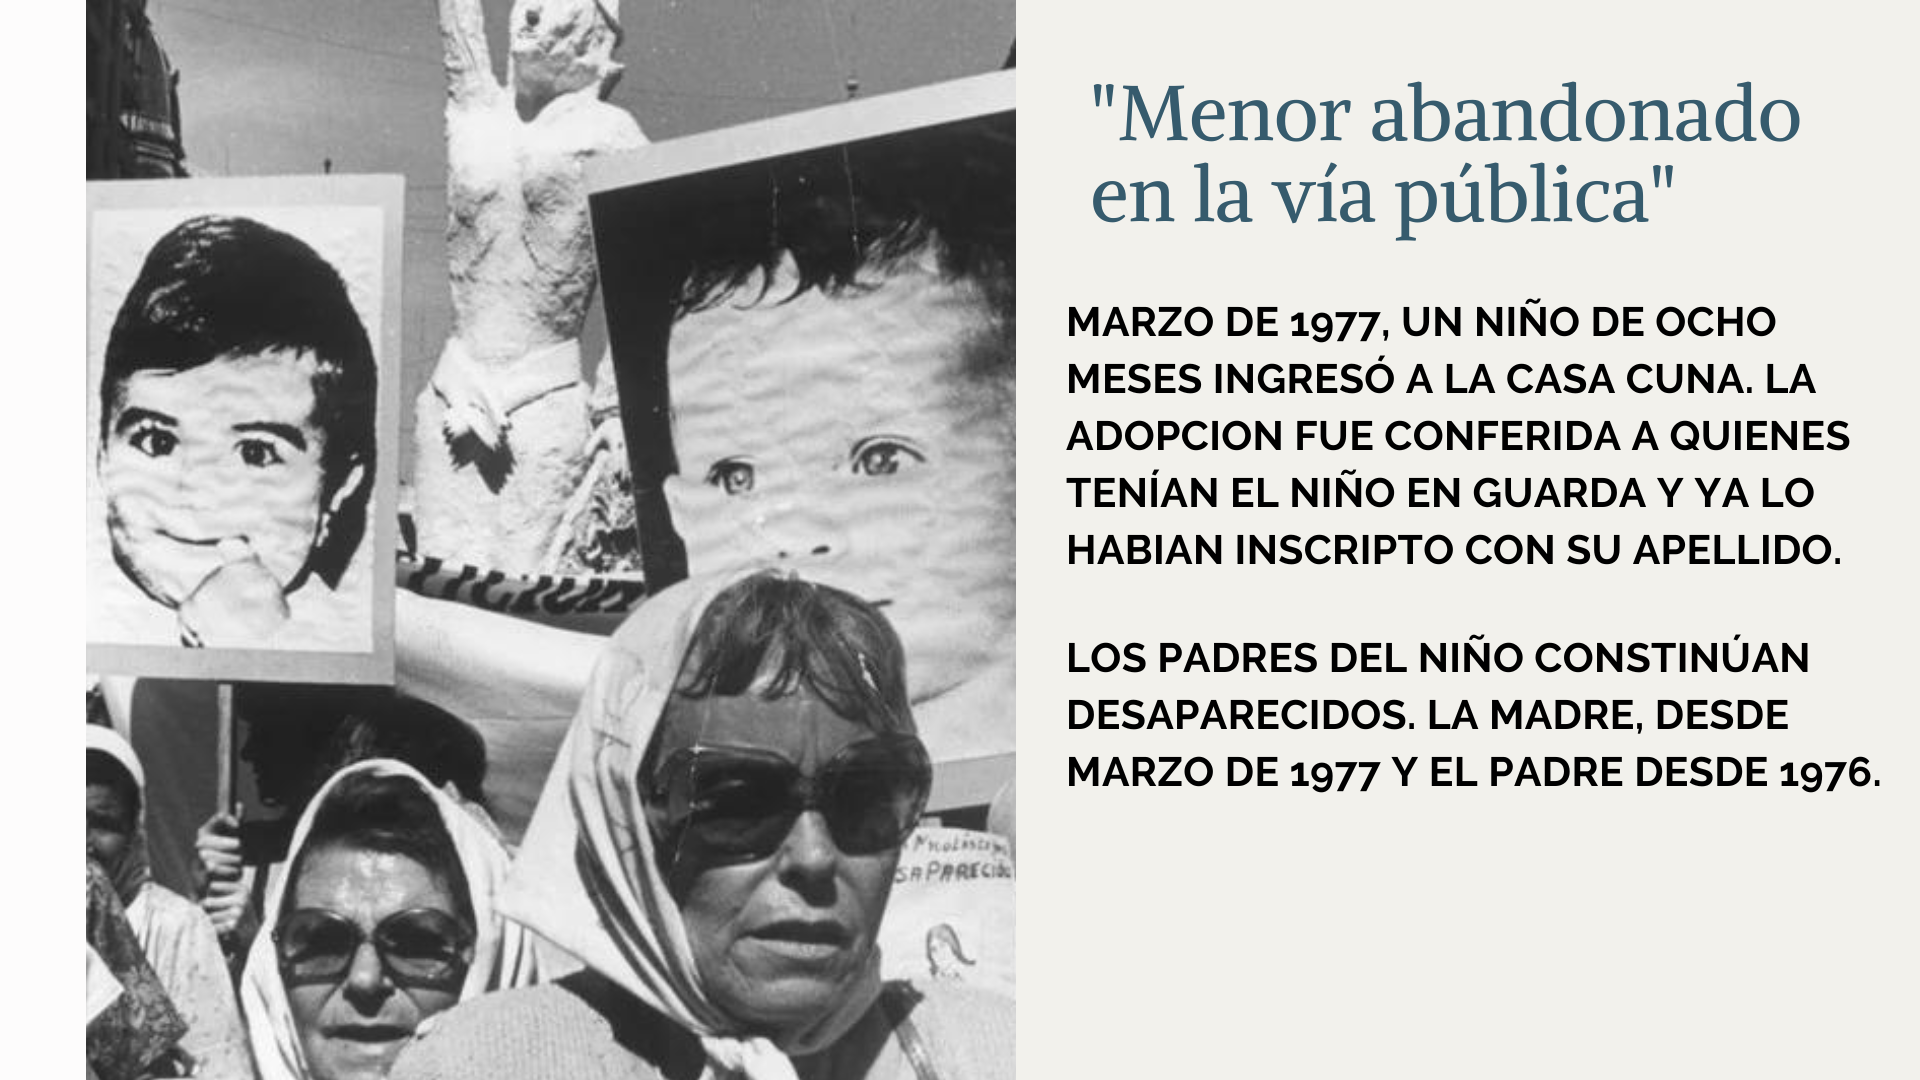 "Menor abandonado
en la vía pública"
MARZO DE 1977, UN NIÑO DE OCHO
MESES INGRESÓ A LA CASA CUNA. LA
ADOPCION FUE CONFERIDA A QUIENES
TENÍAN EL NIÑO EN GUARDA Y YA LO
HABIAN INSCRIPTO CON SU APELLIDO.
LOS PADRES DEL NIÑO CONSTINÚAN
DESAPARECIDOS. LA MADRE, DESDE
MARZO DE 1977 Y EL PADRE DESDE 1976.